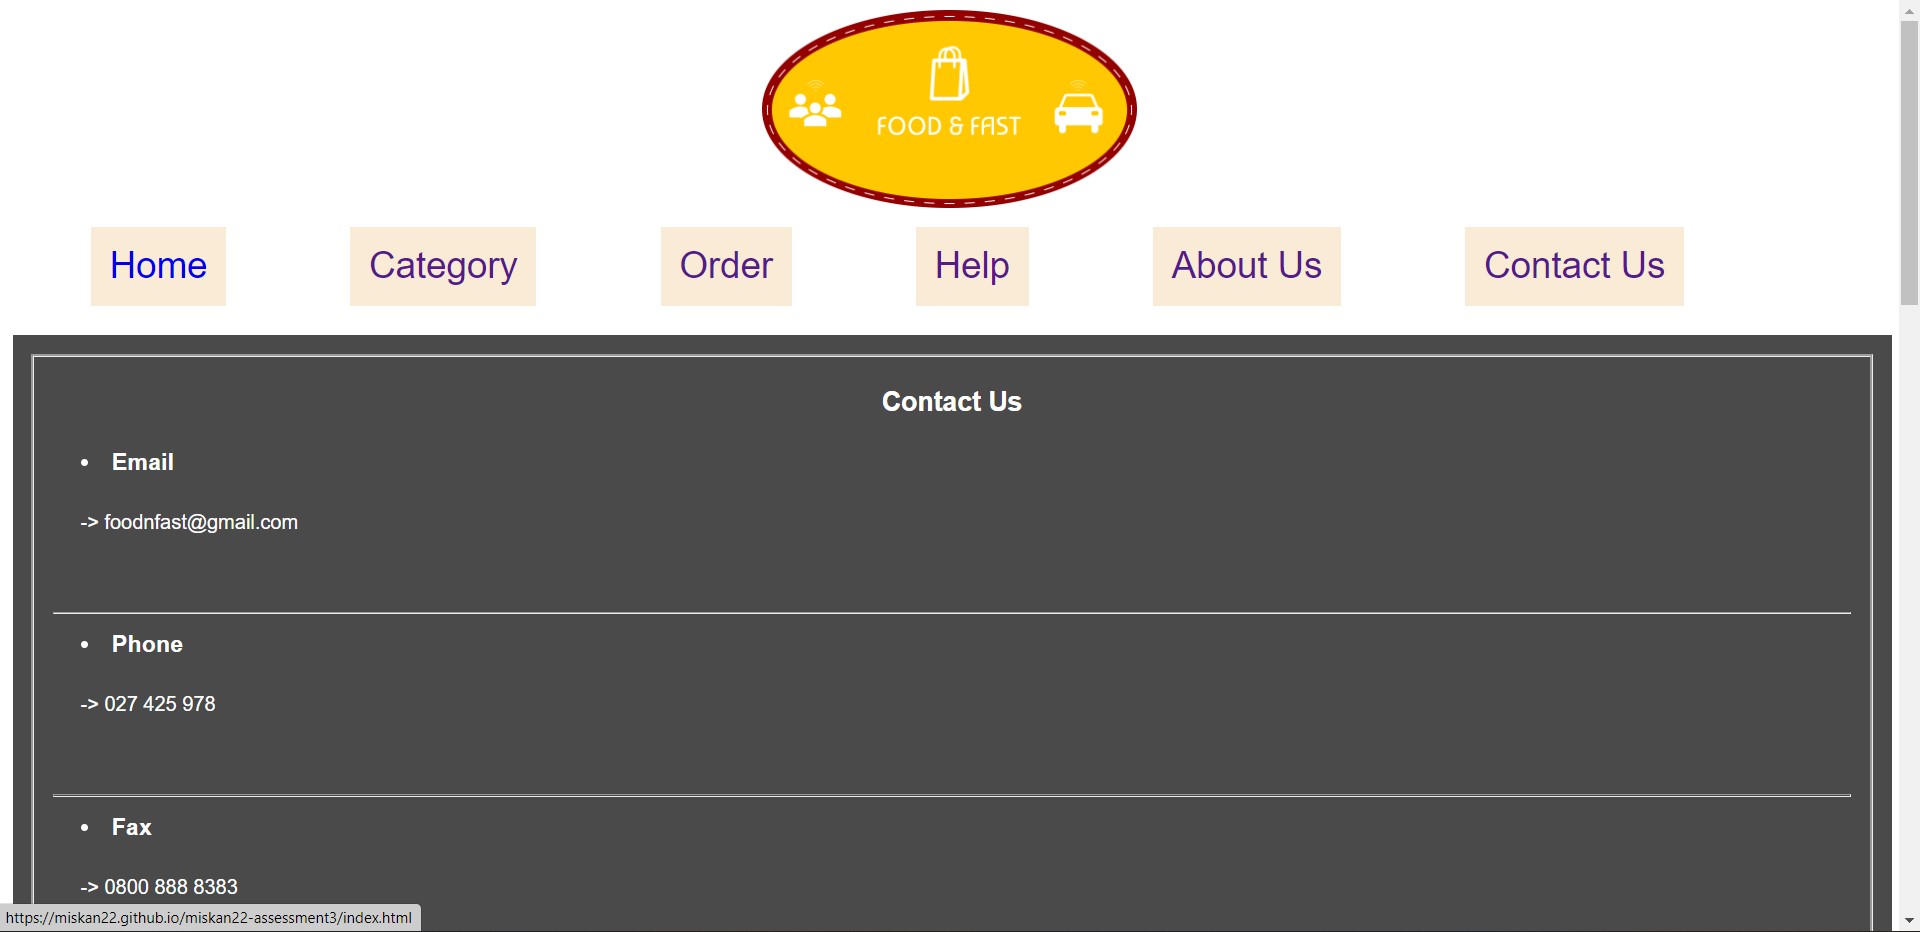 FOOD & FAST
Home Category Order Help About Us Contact Us
Contact Us
• Email
-> foodnfast@gmail.com
• Phone
-> 027 425 978
• Fax
-> 0800 888 8383
https://miskan22.github.io/miskan22-assessment3/index.html